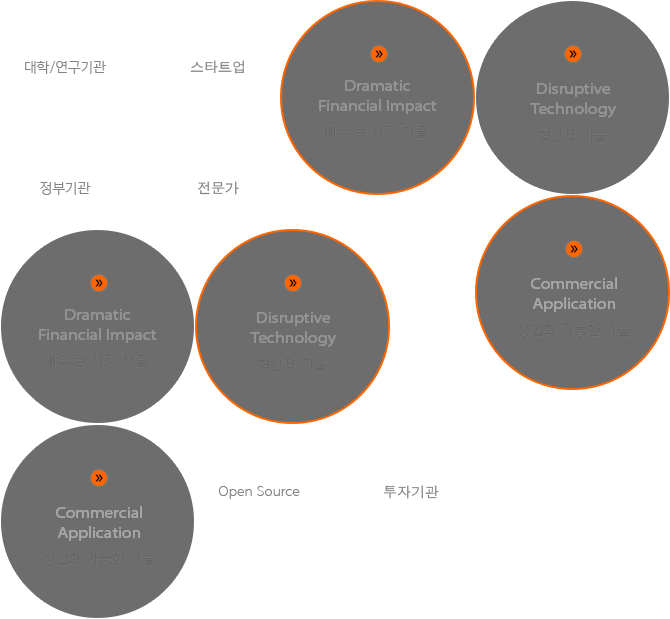 대학/연구기관
스타트업
»
Dramatic
Financial Impact
매우 큰 시장 창출
»
Disruptive
Technology
혁신적 기술
정부기관
전문가
»
Commercial
Application
상업화 가능한 기술
»
Dramatic
Financial Impact
매우 큰 시장 창출
»
Disruptive
Technology
혁신적 기술
»
Commercial
Application
상업화 가능한 기술
Open Source
투자기관